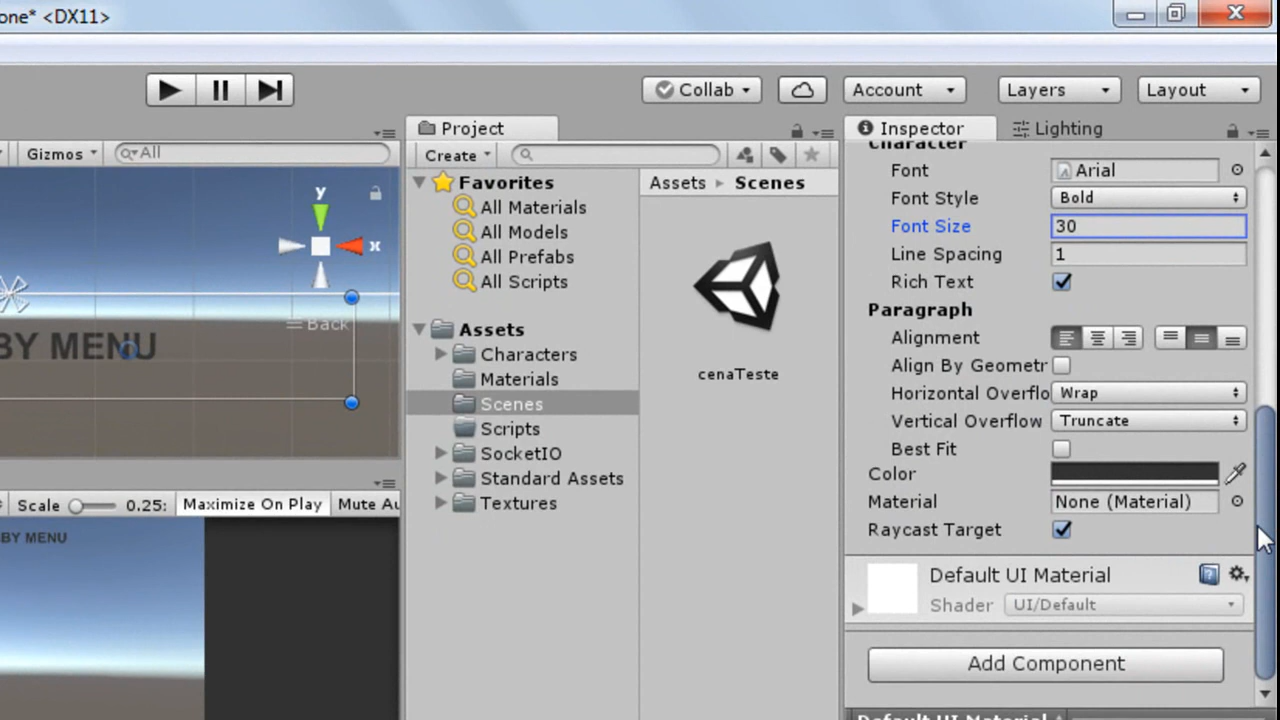 one* <DX11>
Collab
Account
Layers
Layout
Gizmos
All
y
x
Back
BY MENU
Scale
0.25:
Maximize On Play
Mute Au
BY MENU
Project
Create
Favorites
All Materials
All Models
All Prefabs
All Scripts
Assets
Characters
Materials
Scenes
Scripts
SocketIO
Standard Assets
Textures
Assets
Scenes
cenaTeste
Inspector
Lighting
Character
Font
Arial
Font Style
Bold
Font Size
30
Line Spacing
1
Rich Text
Paragraph
Alignment
Align By Geometr
Horizontal Overflo
Wrap
Vertical Overflow
Truncate
Best Fit
Color
Material
None (Material)
Raycast Target
Default UI Material
Shader
UI/Default
Add Component
Default UI Material